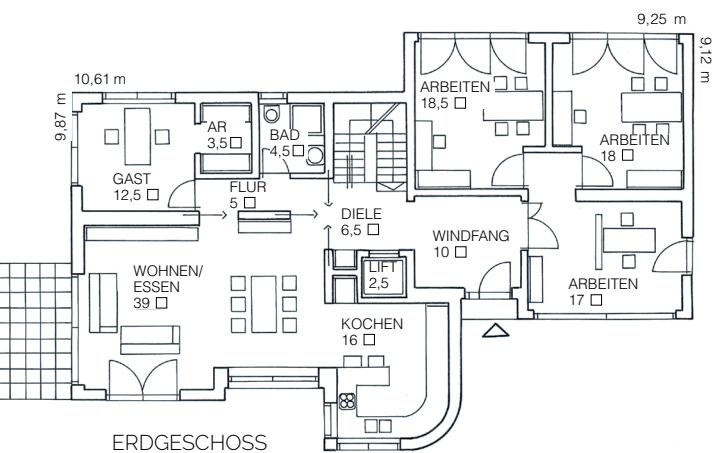 9,25 m
9,12 m
10,61 m
9,87 m
ARBEITEN
18,5 □
ARBEITEN
18 □
AR
3,5 □
BAD
4,5 □
GAST
12,5 □
FLUR
5 □
DIELE
6,5 □
WINDFANG
10 □
LIFT
2,5
WOHNEN/
ESSEN
39 □
ARBEITEN
17 □
KOCHEN
16 □
ERDGESCHOSS